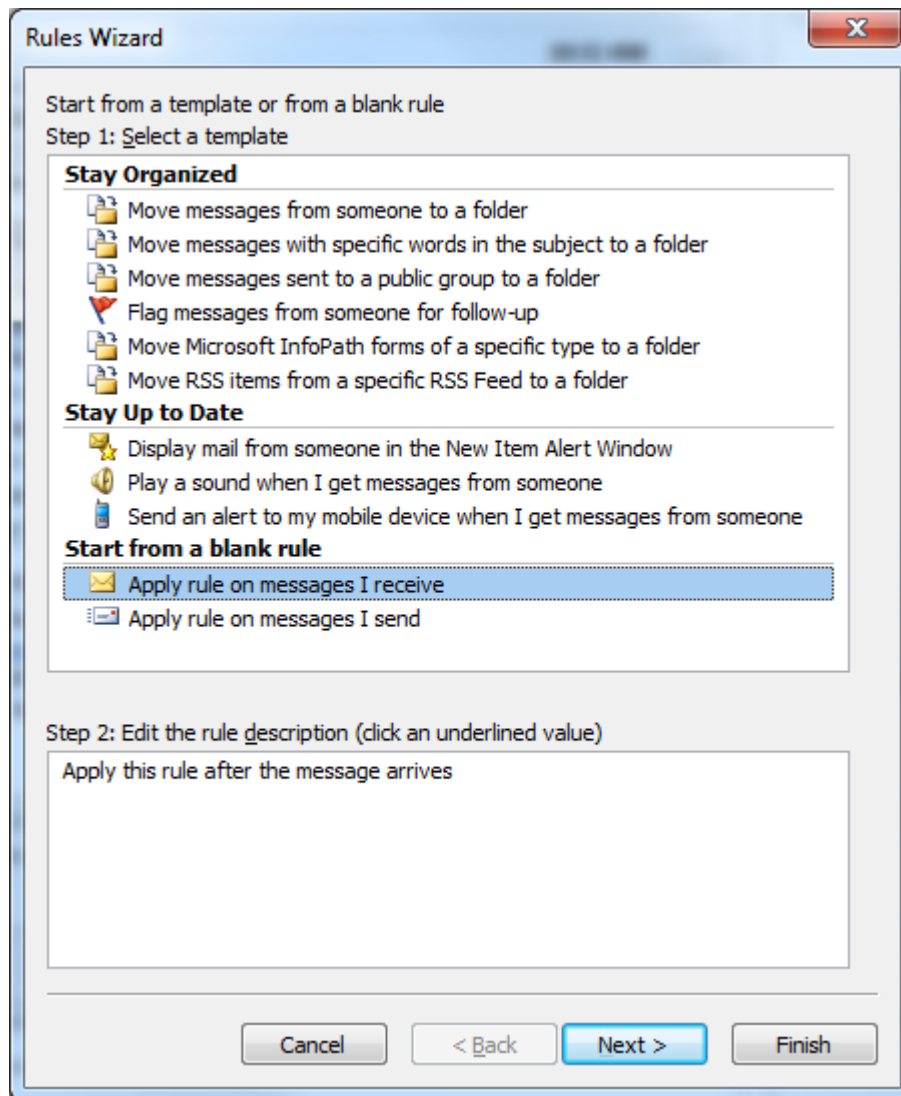 Rules Wizard
Start from a template or from a blank rule
Step 1: Select a template
Stay Organized
Move messages from someone to a folder
Move messages with specific words in the subject to a folder
Move messages sent to a public group to a folder
Flag messages from someone for follow-up
Move Microsoft InfoPath forms of a specific type to a folder
Move RSS items from a specific RSS Feed to a folder
Stay Up to Date
Display mail from someone in the New Item Alert Window
Play a sound when I get messages from someone
Send an alert to my mobile device when I get messages from someone
Start from a blank rule
Apply rule on messages I receive
Apply rule on messages I send
Step 2: Edit the rule description (click an underlined value)
Apply this rule after the message arrives
Cancel < Back Next > Finish